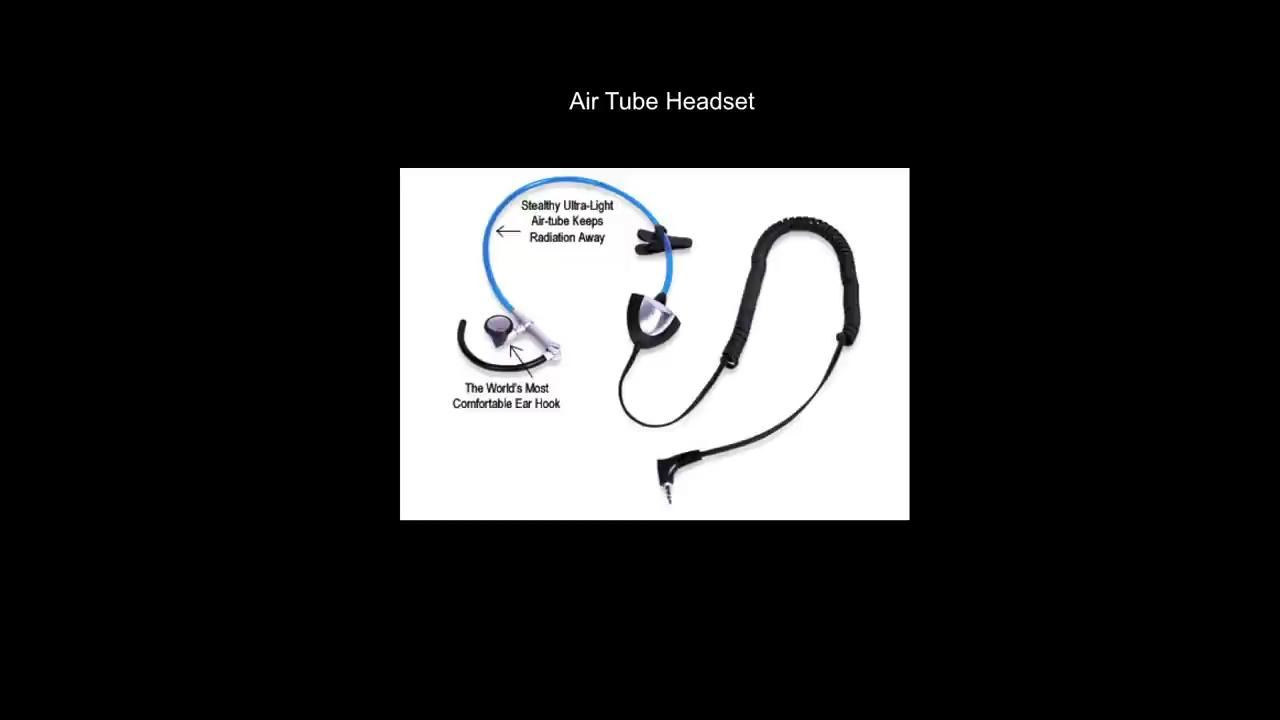 Air Tube Headset
Stealthy Ultra-Light
Air-tube Keeps
Radiation Away
The World's Most
Comfortable Ear Hook